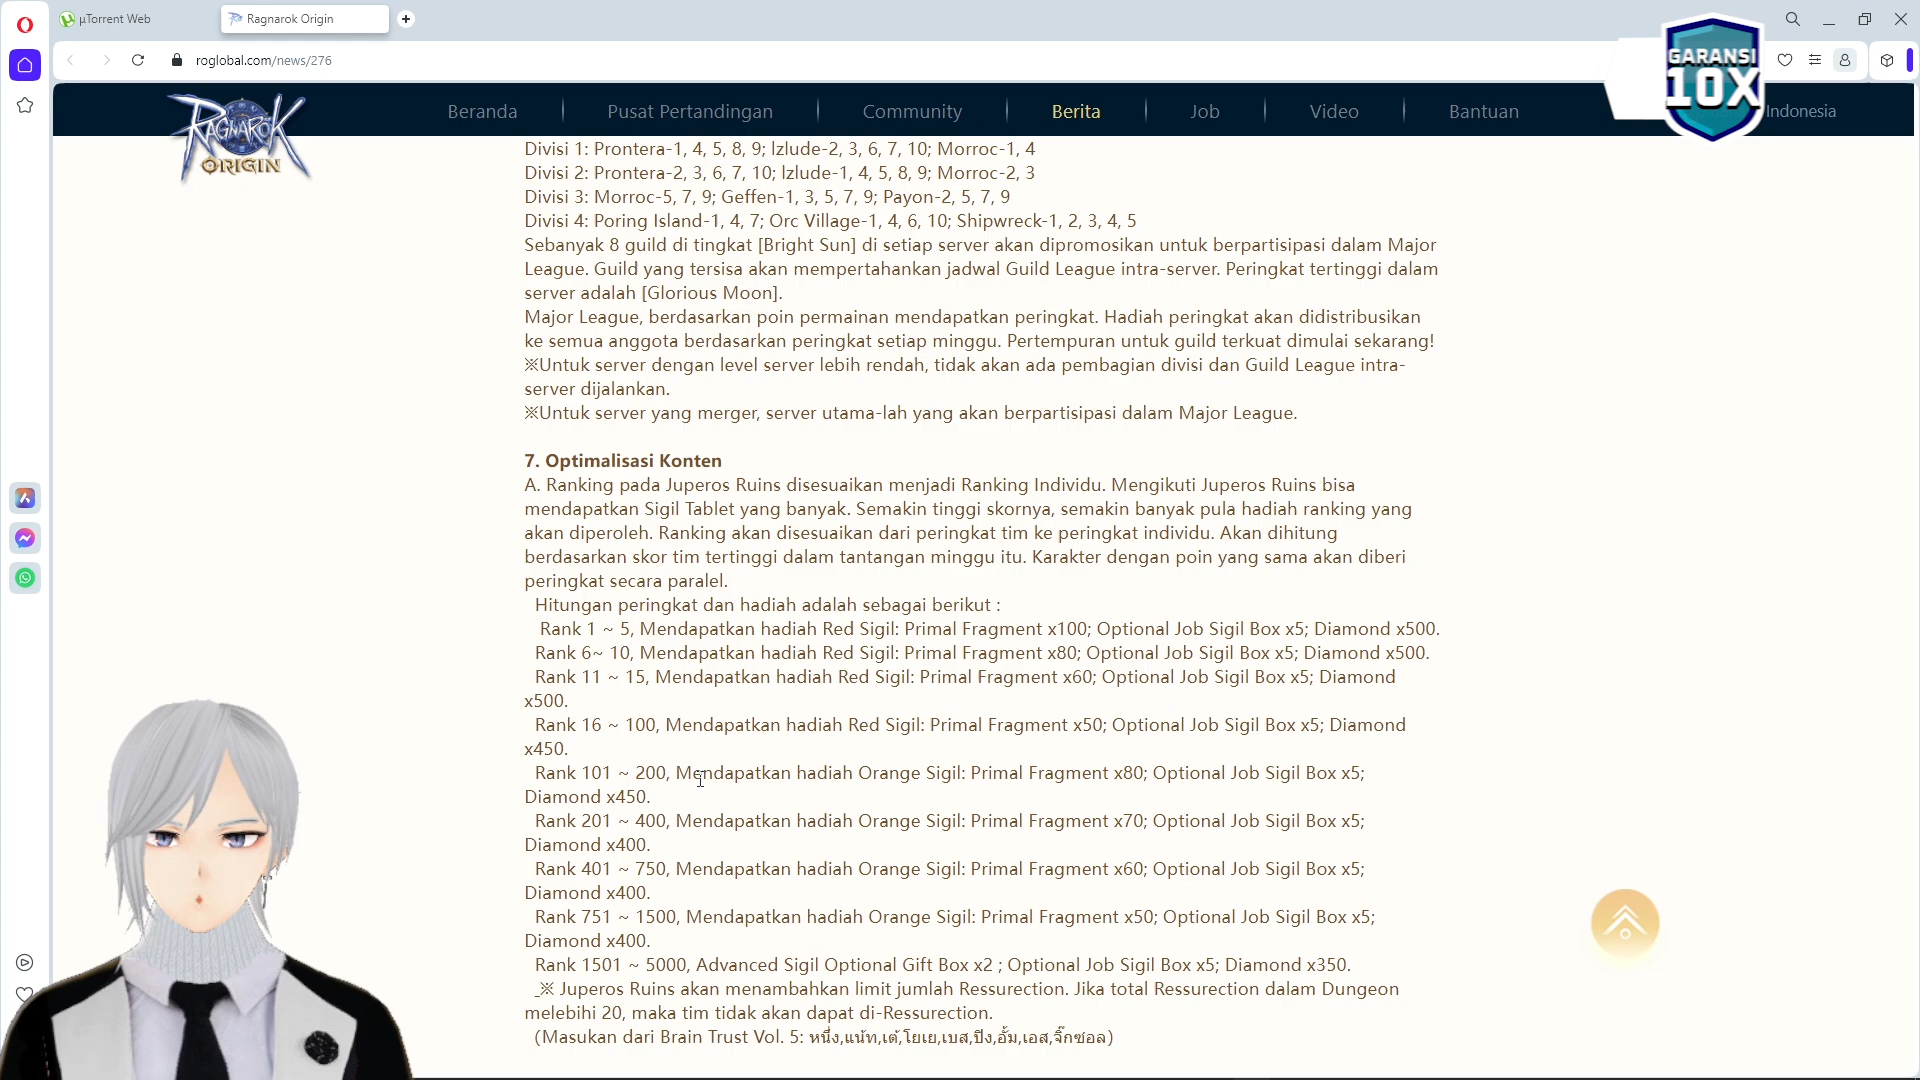 µTorrent Web
Ragnarok Origin
roglobal.com/news/276
GARANSI
10X
RAGNAROK
ORIGIN
Beranda
Pusat Pertandingan
Community
Berita
Job
Video
Bantuan
Indonesia
Divisi 1: Prontera-1, 4, 5, 8, 9; lzlude-2, 3, 6, 7, 10; Morroc-1, 4
Divisi 2: Prontera-2, 3, 6, 7, 10; lzlude-1, 4, 5, 8, 9; Morroc-2, 3
Divisi 3: Morroc-5, 7, 9; Geffen-1, 3, 5, 7, 9; Payon-2, 5, 7, 9
Divisi 4: Poring Island-1, 4, 7; Orc Village-1, 4, 6, 10; Shipwreck-1, 2, 3, 4, 5
Sebanyak 8 guild di tingkat [Bright Sun] di setiap server akan dipromosikan untuk berpartisipasi dalam Major
League. Guild yang tersisa akan mempertahankan jadwal Guild League intra-server. Peringkat tertinggi dalam
server adalah [Glorious Moon].
Major League, berdasarkan poin permainan mendapatkan peringkat. Hadiah peringkat akan didistribusikan
ke semua anggota berdasarkan peringkat setiap minggu. Pertempuran untuk guild terkuat dimulai sekarang!
※Untuk server dengan level server lebih rendah, tidak akan ada pembagian divisi dan Guild League intra-
server dijalankan.
※Untuk server yang merger, server utama-lah yang akan berpartisipasi dalam Major League.
7. Optimalisasi Konten
A. Ranking pada Juperos Ruins disesuaikan menjadi Ranking Individu. Mengikuti Juperos Ruins bisa
mendapatkan Sigil Tablet yang banyak. Semakin tinggi skornya, semakin banyak pula hadiah ranking yang
akan diperoleh. Ranking akan disesuaikan dari peringkat tim ke peringkat individu. Akan dihitung
berdasarkan skor tim tertinggi dalam tantangan minggu itu. Karakter dengan poin yang sama akan diberi
peringkat secara paralel.
Hitungan peringkat dan hadiah adalah sebagai berikut :
Rank 1 ~ 5, Mendapatkan hadiah Red Sigil: Primal Fragment x100; Optional Job Sigil Box x5; Diamond x500.
Rank 6~ 10, Mendapatkan hadiah Red Sigil: Primal Fragment x80; Optional Job Sigil Box x5; Diamond x500.
Rank 11 ~ 15, Mendapatkan hadiah Red Sigil: Primal Fragment x60; Optional Job Sigil Box x5; Diamond
x500.
Rank 16 ~ 100, Mendapatkan hadiah Red Sigil: Primal Fragment x50; Optional Job Sigil Box x5; Diamond
x450.
Rank 101 ~ 200, Mendapatkan hadiah Orange Sigil: Primal Fragment x80; Optional Job Sigil Box x5;
Diamond x450.
Rank 201 ~ 400, Mendapatkan hadiah Orange Sigil: Primal Fragment x70; Optional Job Sigil Box x5;
Diamond x400.
Rank 401 ~ 750, Mendapatkan hadiah Orange Sigil: Primal Fragment x60; Optional Job Sigil Box x5;
Diamond x400.
Rank 751 ~ 1500, Mendapatkan hadiah Orange Sigil: Primal Fragment x50; Optional Job Sigil Box x5;
Diamond x400.
Rank 1501 ~ 5000, Advanced Sigil Optional Gift Box x2 ; Optional Job Sigil Box x5; Diamond x350.
_※ Juperos Ruins akan menambahkan limit jumlah Ressurection. Jika total Ressurection dalam Dungeon
melebihi 20, maka tim tidak akan dapat di-Ressurection.
(Masukan dari Brain Trust Vol. 5: หนึ่ง,แน้ท,เต้,โยเย,เบส,ปิง,อั้ม,เอส,จิ๊กซอล)